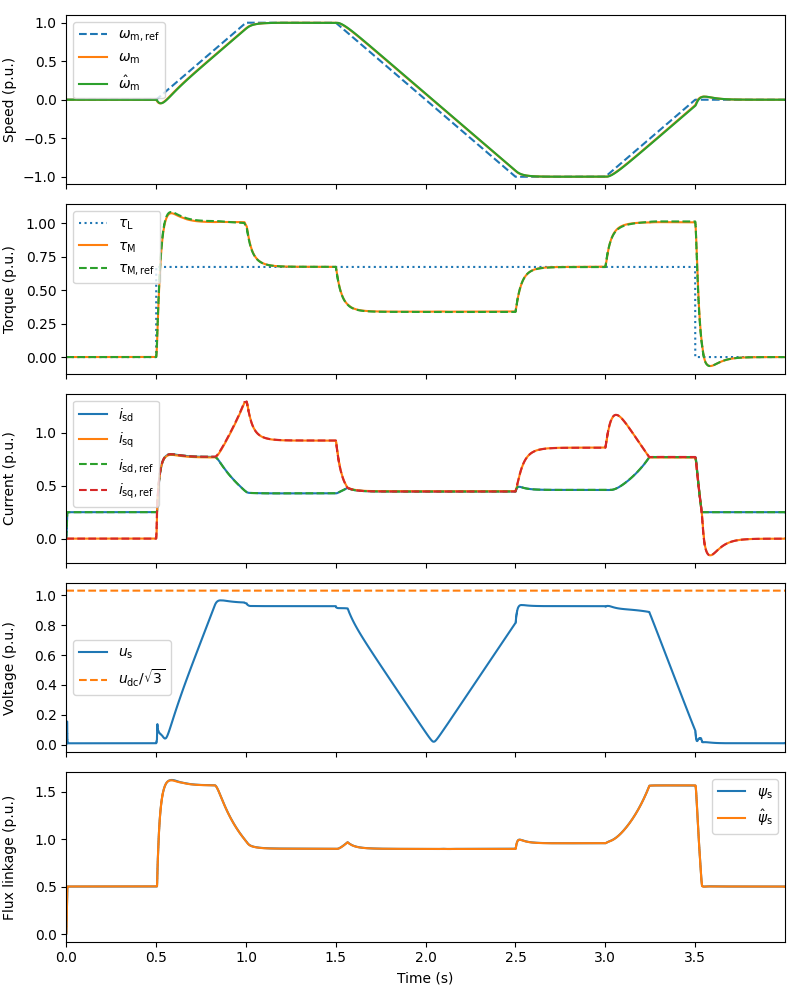 Speed (p.u.)
1.0
0.5
0.0
−0.5
−1.0
ω_m,ref
ω_m
ω̂_m
Torque (p.u.)
1.00
0.75
0.50
0.25
0.00
τ_L
τ_M
τ_M,ref
Current (p.u.)
1.0
0.5
0.0
i_sd
i_sq
i_sd,ref
i_sq,ref
Voltage (p.u.)
1.0
0.8
0.6
0.4
0.2
0.0
u_s
u_dc/√3
Flux linkage (p.u.)
1.5
1.0
0.5
0.0
ψ_s
ψ̂_s
0.0 0.5 1.0 1.5 2.0 2.5 3.0 3.5
Time (s)